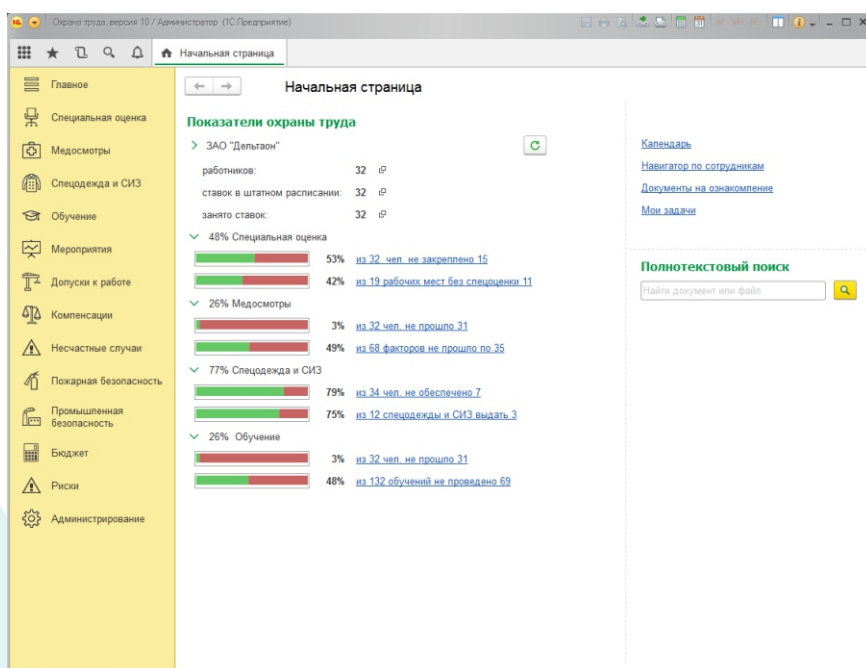 Охрана труда, версия 10 / Администратор (1С:Предприятие)
M M+ M-
Начальная страница
Главное
Специальная оценка
Медосмотры
Спецодежда и СИЗ
Обучение
Мероприятия
Допуски к работе
Компенсации
Несчастные случаи
Пожарная безопасность
Промышленная
безопасность
Бюджет
Риски
Администрирование
Начальная страница
Показатели охраны труда
ЗАО "Дельтаон"
работников: 32
ставок в штатном расписании: 32
занято ставок: 32
48% Специальная оценка
53% из 32 чел. не закреплено 15
42% из 19 рабочих мест без спецоценки 11
26% Медосмотры
3% из 32 чел. не прошло 31
49% из 68 факторов не прошло по 35
77% Спецодежда и СИЗ
79% из 34 чел. не обеспечено 7
75% из 12 спецодежды и СИЗ выдать 3
26% Обучение
3% из 32 чел. не прошло 31
48% из 132 обучений не проведено 69
Календарь
Навигатор по сотрудникам
Документы на ознакомление
Мои задачи
Полнотекстовый поиск
Найти документ или файл